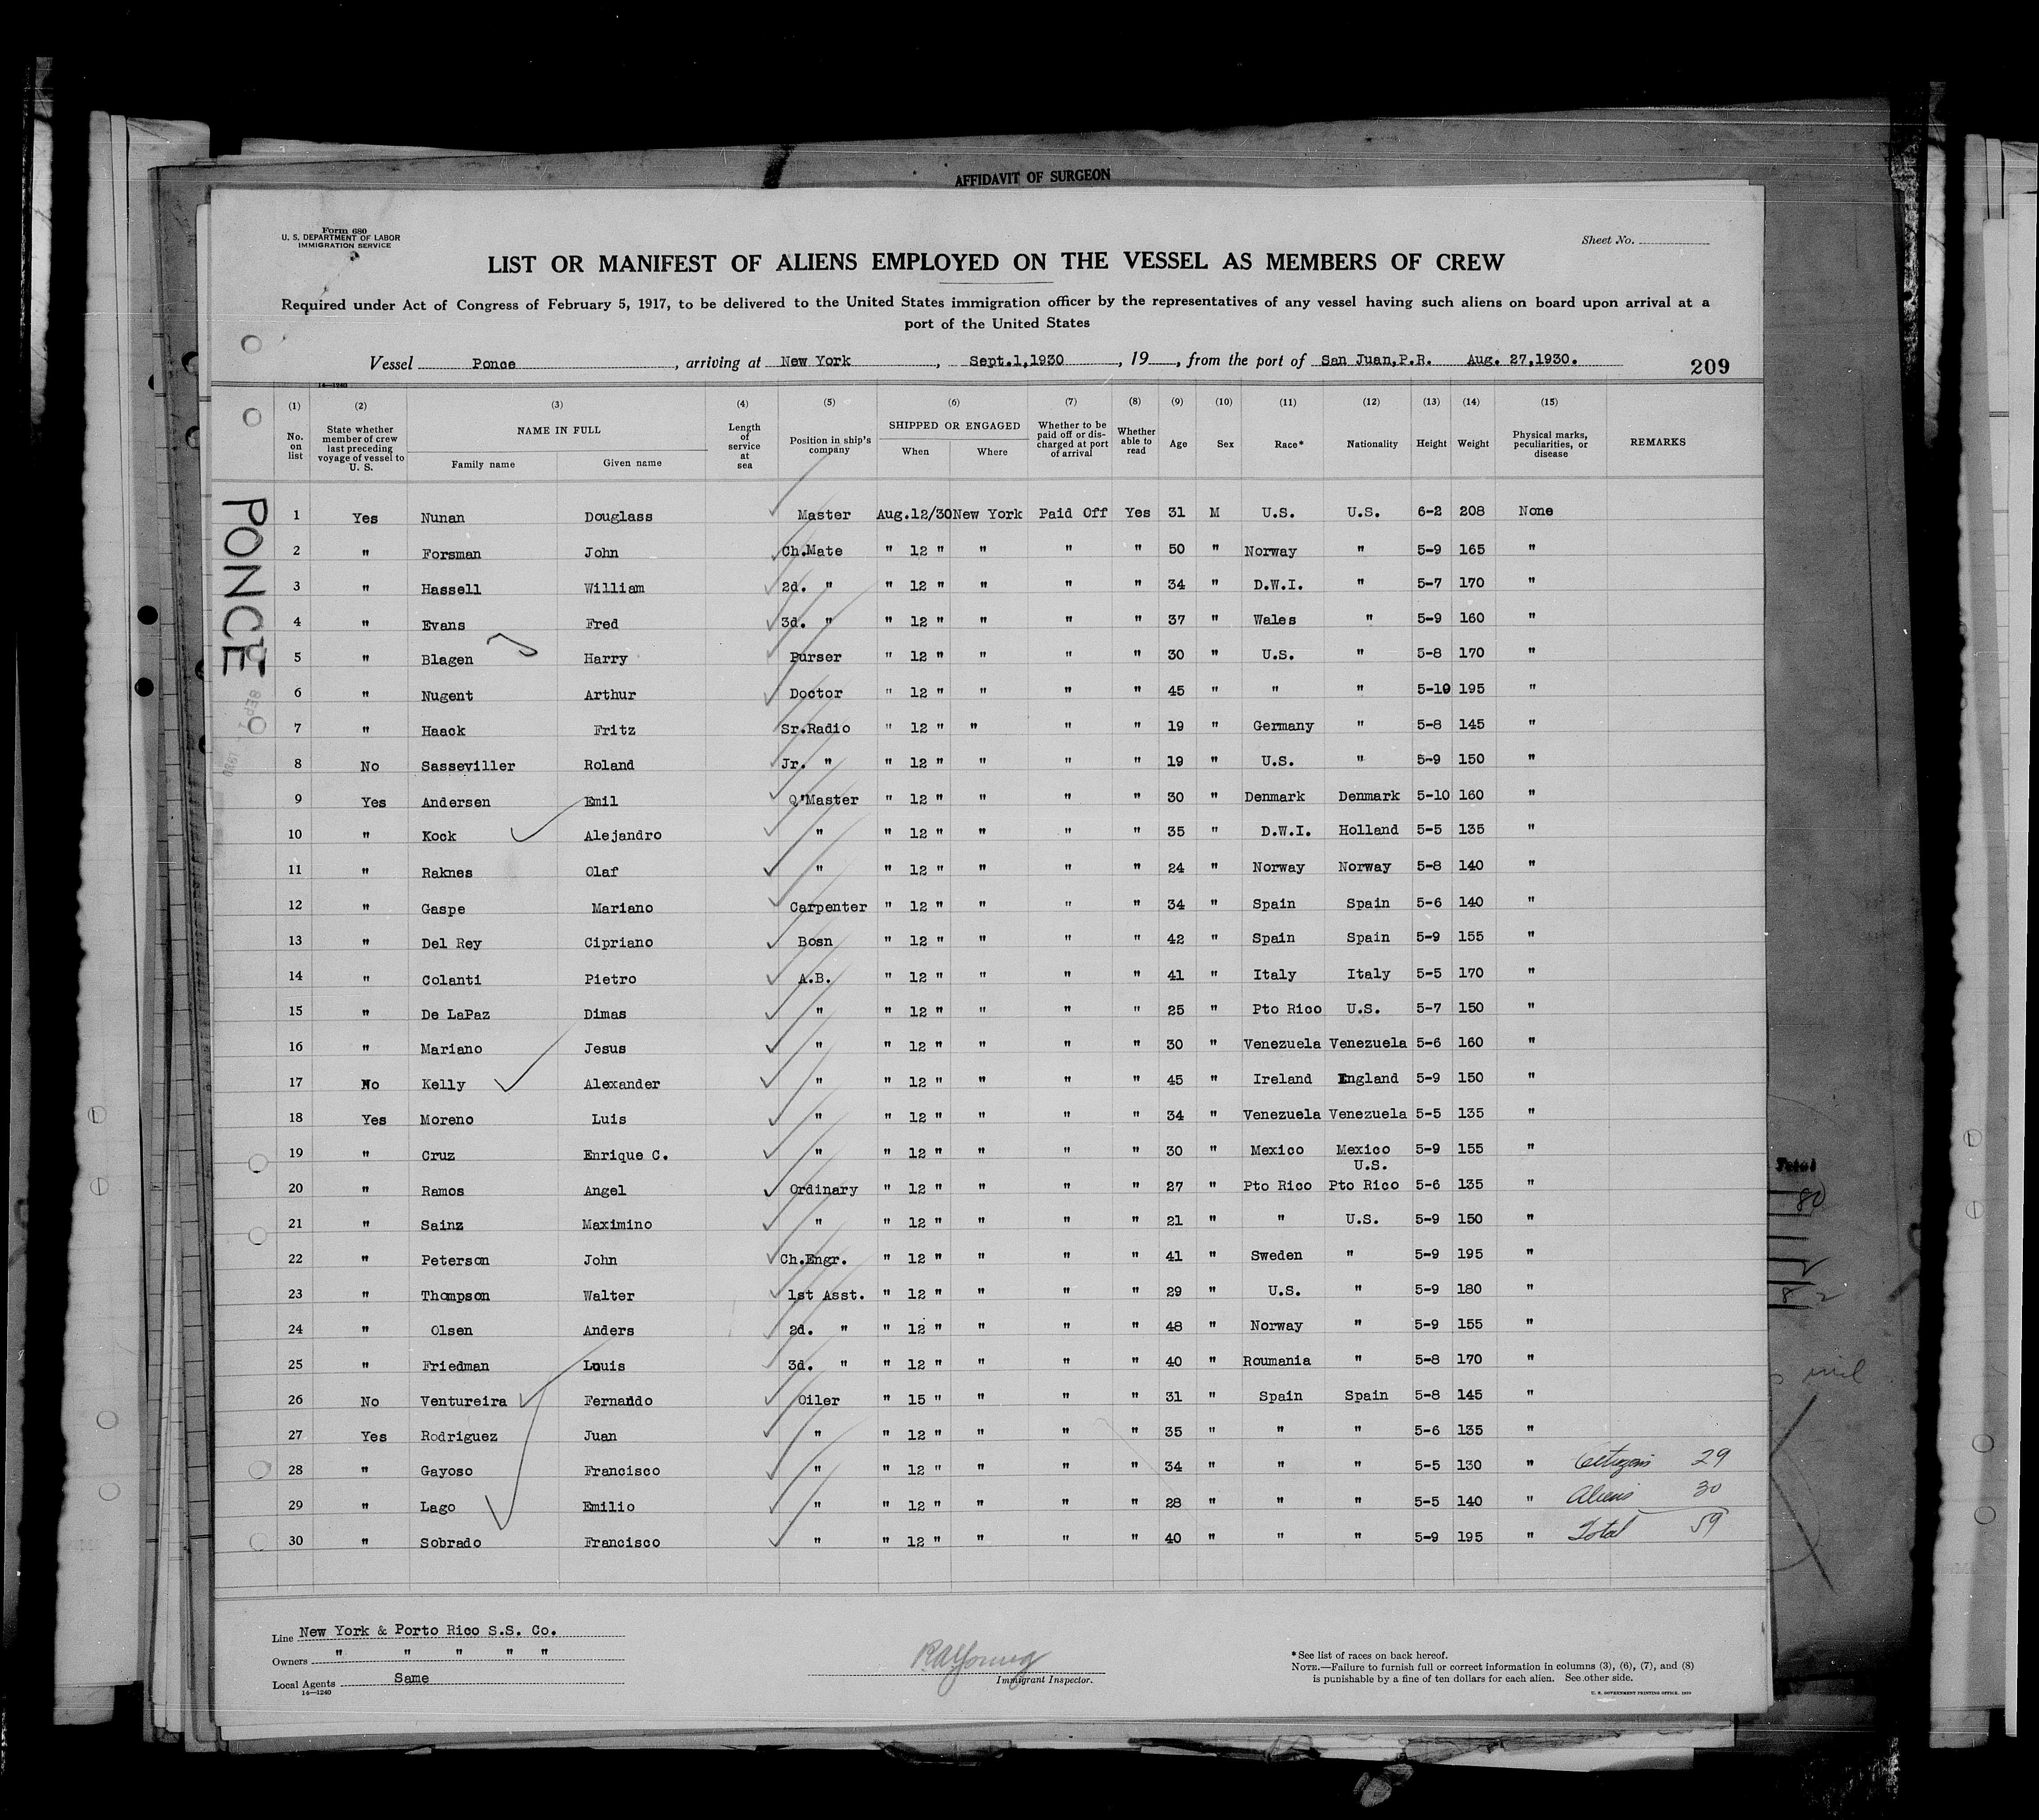 AFFIDAVIT OF SURGEON
Form 680
U. S. DEPARTMENT OF LABOR
IMMIGRATION SERVICE
Sheet No.
LIST OR MANIFEST OF ALIENS EMPLOYED ON THE VESSEL AS MEMBERS OF CREW
Required under Act of Congress of February 5, 1917, to be delivered to the United States immigration officer by the representatives of any vessel having such aliens on board upon arrival at a
port of the United States
Vessel Ponce, arriving at New York, Sept.1,1930, 19, from the port of San Juan,P.R. Aug. 27,1930. 209
14—1240
(1) (2) (3) (4) (5) (6) (7) (8) (9) (10) (11) (12) (13) (14) (15)
No. on list State whether member of crew last preceding voyage of vessel to U. S. NAME IN FULL Family name Given name Length of service at sea Position in ship's company SHIPPED OR ENGAGED When Where Whether to be paid off or discharged at port of arrival Whether able to read Age Sex Race* Nationality Height Weight Physical marks, peculiarities, or disease REMARKS
PONCE
1 Yes Nunan Douglass Master Aug.12/30 New York Paid Off Yes 31 M U.S. U.S. 6-2 208 None
2 " Forsman John Ch.Mate " 12 " " " " 50 " Norway " 5-9 165 "
3 " Hassell William 2d. " " 12 " " " " 34 " D.W.I. " 5-7 170 "
4 " Evans Fred 3d. " " 12 " " " " 37 " Wales " 5-9 160 "
5 " Blagen Harry Purser " 12 " " " " 30 " U.S. " 5-8 170 "
6 " Nugent Arthur Doctor " 12 " " " " 45 " " " 5-10 195 "
7 " Haack Fritz Sr.Radio " 12 " " " " 19 " Germany " 5-8 145 "
8 No Sasseviller Roland Jr. " " 12 " " " " 19 " U.S. " 5-9 150 "
9 Yes Andersen Emil Q'Master " 12 " " " " 30 " Denmark Denmark 5-10 160 "
10 " Kock Alejandro " " 12 " " " " 35 " D.W.I. Holland 5-5 135 "
11 " Raknes Olaf " " 12 " " " " 24 " Norway Norway 5-8 140 "
12 " Gaspe Mariano Carpenter " 12 " " " " 34 " Spain Spain 5-6 140 "
13 " Del Rey Cipriano Bosn " 12 " " " " 42 " Spain Spain 5-9 155 "
14 " Colanti Pietro A.B. " 12 " " " " 41 " Italy Italy 5-5 170 "
15 " De LaPaz Dimas " " 12 " " " " 25 " Pto Rico U.S. 5-7 150 "
16 " Mariano Jesus " " 12 " " " " 30 " Venezuela Venezuela 5-6 160 "
17 No Kelly Alexander " " 12 " " " " 45 " Ireland England 5-9 150 "
18 Yes Moreno Luis " " 12 " " " " 34 " Venezuela Venezuela 5-5 135 "
19 " Cruz Enrique C. " " 12 " " " " 30 " Mexico Mexico 5-9 155 "
U.S.
20 " Ramos Angel Ordinary " 12 " " " " 27 " Pto Rico Pto Rico 5-6 135 "
21 " Sainz Maximino " " 12 " " " " 21 " " U.S. 5-9 150 "
22 " Peterson John Ch.Engr. " 12 " " " " 41 " Sweden " 5-9 195 "
23 " Thompson Walter 1st Asst. " 12 " " " " 29 " U.S. " 5-9 180 "
24 " Olsen Anders 2d. " " 12 " " " " 48 " Norway " 5-9 155 "
25 " Friedman Louis 3d. " " 12 " " " " 40 " Roumania " 5-8 170 "
26 No Ventureira Fernando Oiler " 15 " " " " 31 " Spain Spain 5-8 145 "
27 Yes Rodriguez Juan " " 12 " " " " 35 " " " 5-6 135 "
28 " Gayoso Francisco " " 12 " " " " 34 " " " 5-5 130 " Citizens 29
29 " Lago Emilio " " 12 " " " " 28 " " " 5-5 140 " Aliens 30
30 " Sobrado Francisco " " 12 " " " " 40 " " " 5-9 195 " Total 59
Total
80
2
82
Line New York & Porto Rico S.S. Co.
Owners " " " " "
Local Agents Same
14—1240
Immigrant Inspector.
*See list of races on back hereof.
NOTE.—Failure to furnish full or correct information in columns (3), (6), (7), and (8)
is punishable by a fine of ten dollars for each alien. See other side.
U. S. GOVERNMENT PRINTING OFFICE. 1929